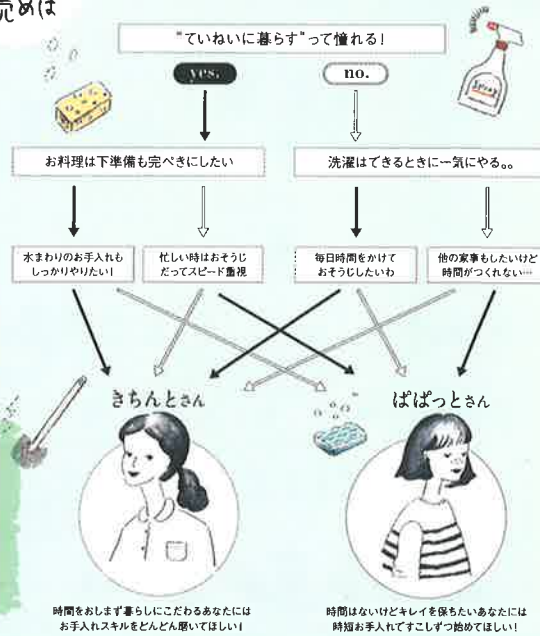 めは
"ていねいに暮らす"って憧れる!
yes.
no.
Spray
お料理は下準備も完ぺきにしたい
洗濯はできるときに一気にやる。。
水まわりのお手入れも
しっかりやりたい!
忙しい時はおそうじ
だってスピード重視
毎日時間をかけて
おそうじしたいわ
他の家事もしたいけど
時間がつくれない…
きちんとさん
ぱぱっとさん
時間をおしまず暮らしにこだわるあなたには
お手入れスキルをどんどん磨いてほしい!
時間はないけどキレイを保ちたいあなたには
時短お手入れですこしずつ始めてほしい!